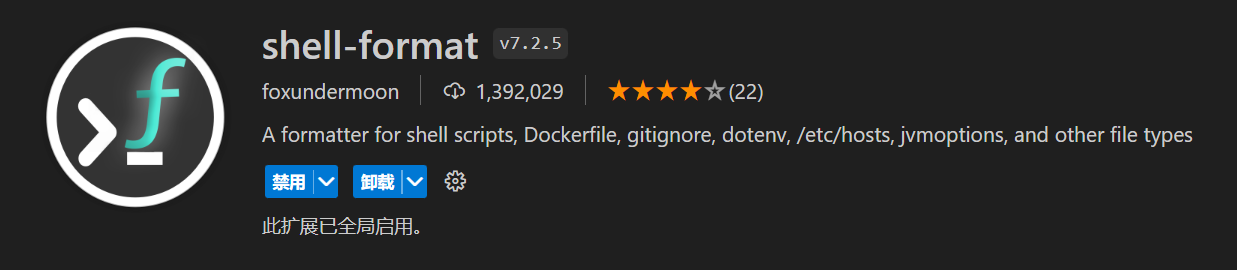 shell-format v7.2.5
foxundermoon 1,392,029 (22)
A formatter for shell scripts, Dockerfile, gitignore, dotenv, /etc/hosts, jvmoptions, and other file types
禁用 卸载
此扩展已全局启用。